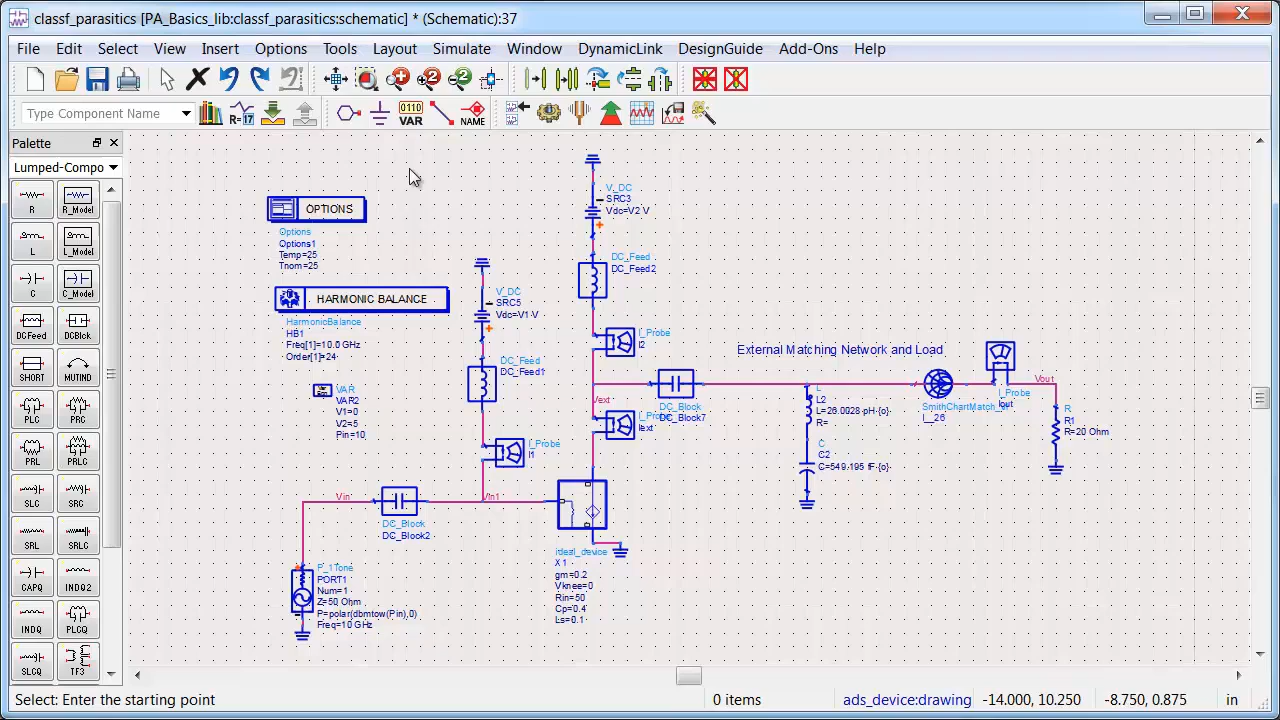 classf_parasitics [PA_Basics_lib:classf_parasitics:schematic] * (Schematic):37
File Edit Select View Insert Options Tools Layout Simulate Window DynamicLink DesignGuide Add-Ons Help
Type Component Name
R=17
0110
VAR
NAME
Palette
Lumped-Compo
R
R_Model
L
L_Model
C
C_Model
DCFeed
DCBlck
SHORT
MUTIND
PLC
PRC
PRL
PRLC
SLC
SRC
SRL
SRLC
CAPQ
INDQ2
INDQ
PLCQ
SLCQ
TF3
OPTIONS
Options
Options1
Temp=25
Tnom=25
HARMONIC BALANCE
HarmonicBalance
HB1
Freq[1]=10.0 GHz
Order[1]=24
VAR
VAR2
V1=0
V2=5
Pin=10
V_DC
SRC5
Vdc=V1 V
DC_Feed
DC_Feed1
I_Probe
I1
V_DC
SRC3
Vdc=V2 V
DC_Feed
DC_Feed2
I_Probe
I2
Vext
I_Probe
Iext
DC_Block
DC_Block7
External Matching Network and Load
L
L2
L=26.0028 pH {o}
R=
C
C2
C=549.195 fF {o}
I__26
I_Probe
Iout
Vout
R
R1
R=20 Ohm
Vin
DC_Block
DC_Block2
Vin1
ideal_device
X1
gm=0.2
Vknee=0
Rin=50
Cp=0.4
Ls=0.1
P_1Tone
PORT1
Num=1
Z=50 Ohm
P=polar(dbmtow(Pin),0)
Freq=10 GHz
Select: Enter the starting point
0 items
ads_device:drawing
-14.000, 10.250
-8.750, 0.875
in